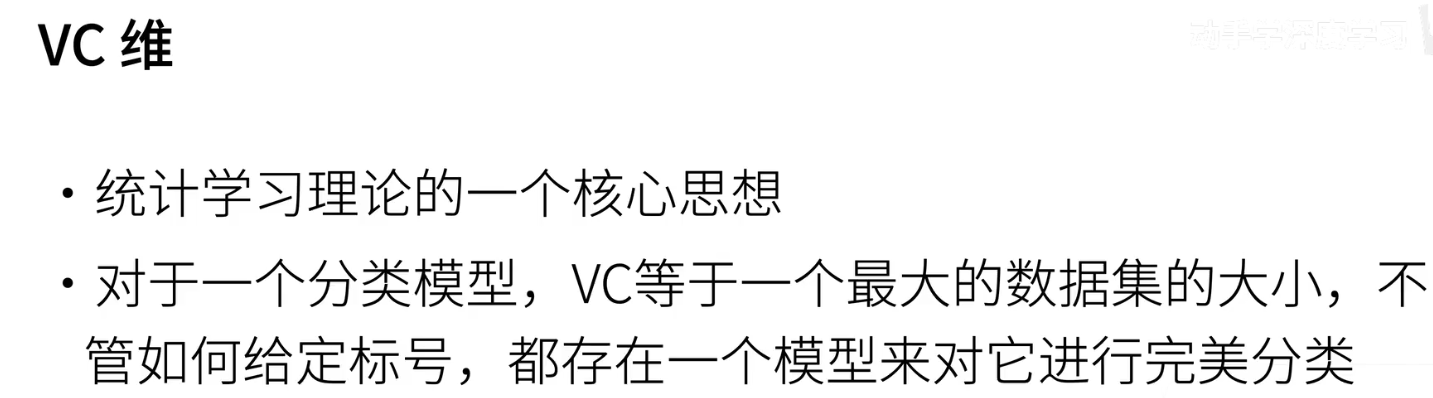 VC 维
动手学深度学习
• 统计学习理论的一个核心思想
• 对于一个分类模型，VC等于一个最大的数据集的大小，不
管如何给定标号，都存在一个模型来对它进行完美分类